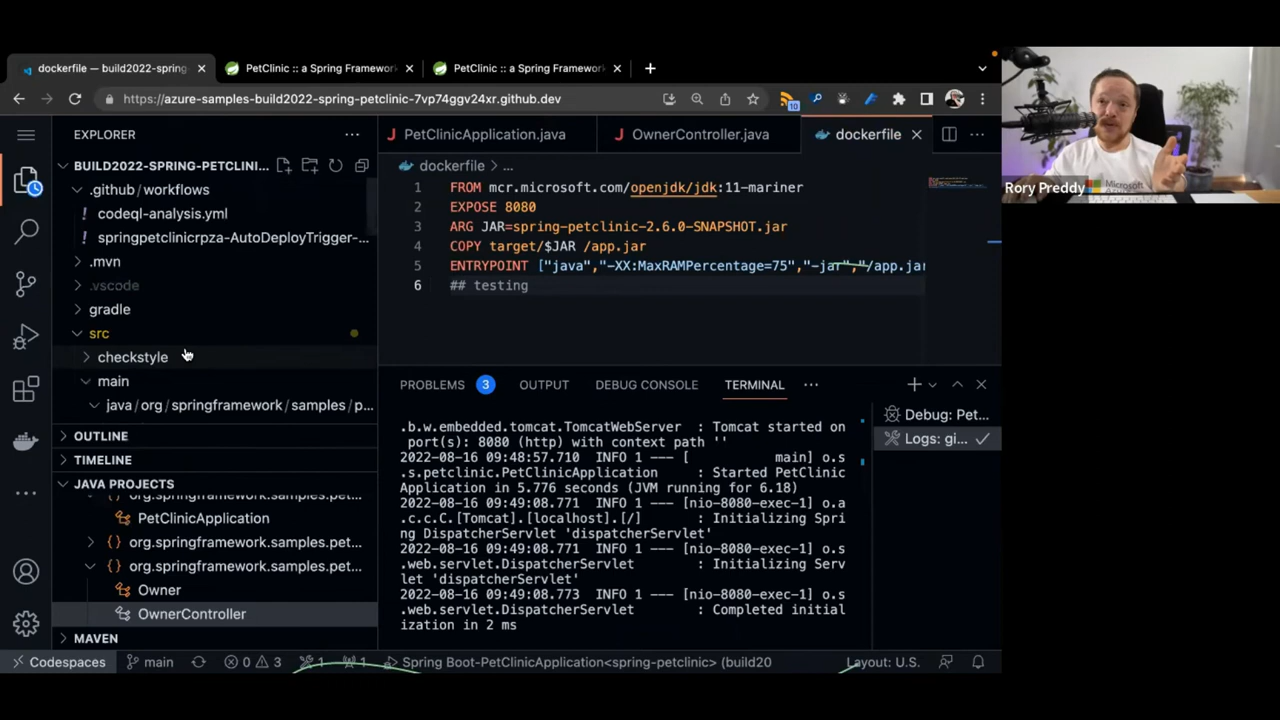 dockerfile — build2022-spring
PetClinic :: a Spring Framework
PetClinic :: a Spring Framework
https://azure-samples-build2022-spring-petclinic-7vp74ggv24xr.github.dev
10
EXPLORER
PetClinicApplication.java
OwnerController.java
dockerfile
BUILD2022-SPRING-PETCLINI...
.github/workflows
codeql-analysis.yml
springpetclinicrpza-AutoDeployTrigger-...
.mvn
.vscode
gradle
src
checkstyle
main
java/org/springframework/samples/p...
OUTLINE
TIMELINE
JAVA PROJECTS
org.springframework.samples.pet...
PetClinicApplication
org.springframework.samples.pet...
org.springframework.samples.pet...
Owner
OwnerController
MAVEN
dockerfile > ...
1 FROM mcr.microsoft.com/openjdk/jdk:11-mariner
2 EXPOSE 8080
3 ARG JAR=spring-petclinic-2.6.0-SNAPSHOT.jar
4 COPY target/$JAR /app.jar
5 ENTRYPOINT ["java","-XX:MaxRAMPercentage=75","-jar","/app.jar
6 ## testing
PROBLEMS 3 OUTPUT DEBUG CONSOLE TERMINAL ...
.b.w.embedded.tomcat.TomcatWebServer : Tomcat started on
port(s): 8080 (http) with context path ''
2022-08-16 09:48:57.710 INFO 1 --- [ main] o.s
.s.petclinic.PetClinicApplication : Started PetClinic
Application in 5.776 seconds (JVM running for 6.18)
2022-08-16 09:49:08.771 INFO 1 --- [nio-8080-exec-1] o.a
.c.c.C.[Tomcat].[localhost].[/] : Initializing Spri
ng DispatcherServlet 'dispatcherServlet'
2022-08-16 09:49:08.771 INFO 1 --- [nio-8080-exec-1] o.s
.web.servlet.DispatcherServlet : Initializing Serv
let 'dispatcherServlet'
2022-08-16 09:49:08.773 INFO 1 --- [nio-8080-exec-1] o.s
.web.servlet.DispatcherServlet : Completed initial
ization in 2 ms
Debug: Pet...
Logs: gi...
Codespaces main 0 3 1 1 Spring Boot-PetClinicApplication<spring-petclinic> (build20 Layout: U.S.
Rory Preddy
Microsoft